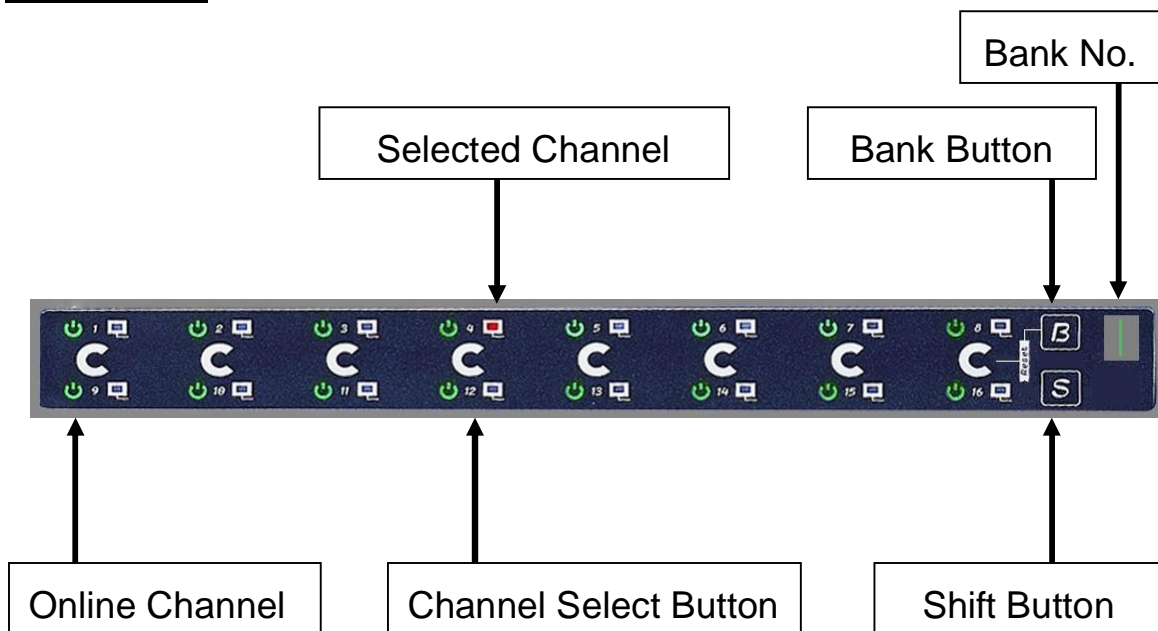 Bank No.
Selected Channel Bank Button
1 2 3 4 5 6 7 8 B
C C C C C C C C Reset
9 10 11 12 13 14 15 16 S
Online Channel Channel Select Button Shift Button